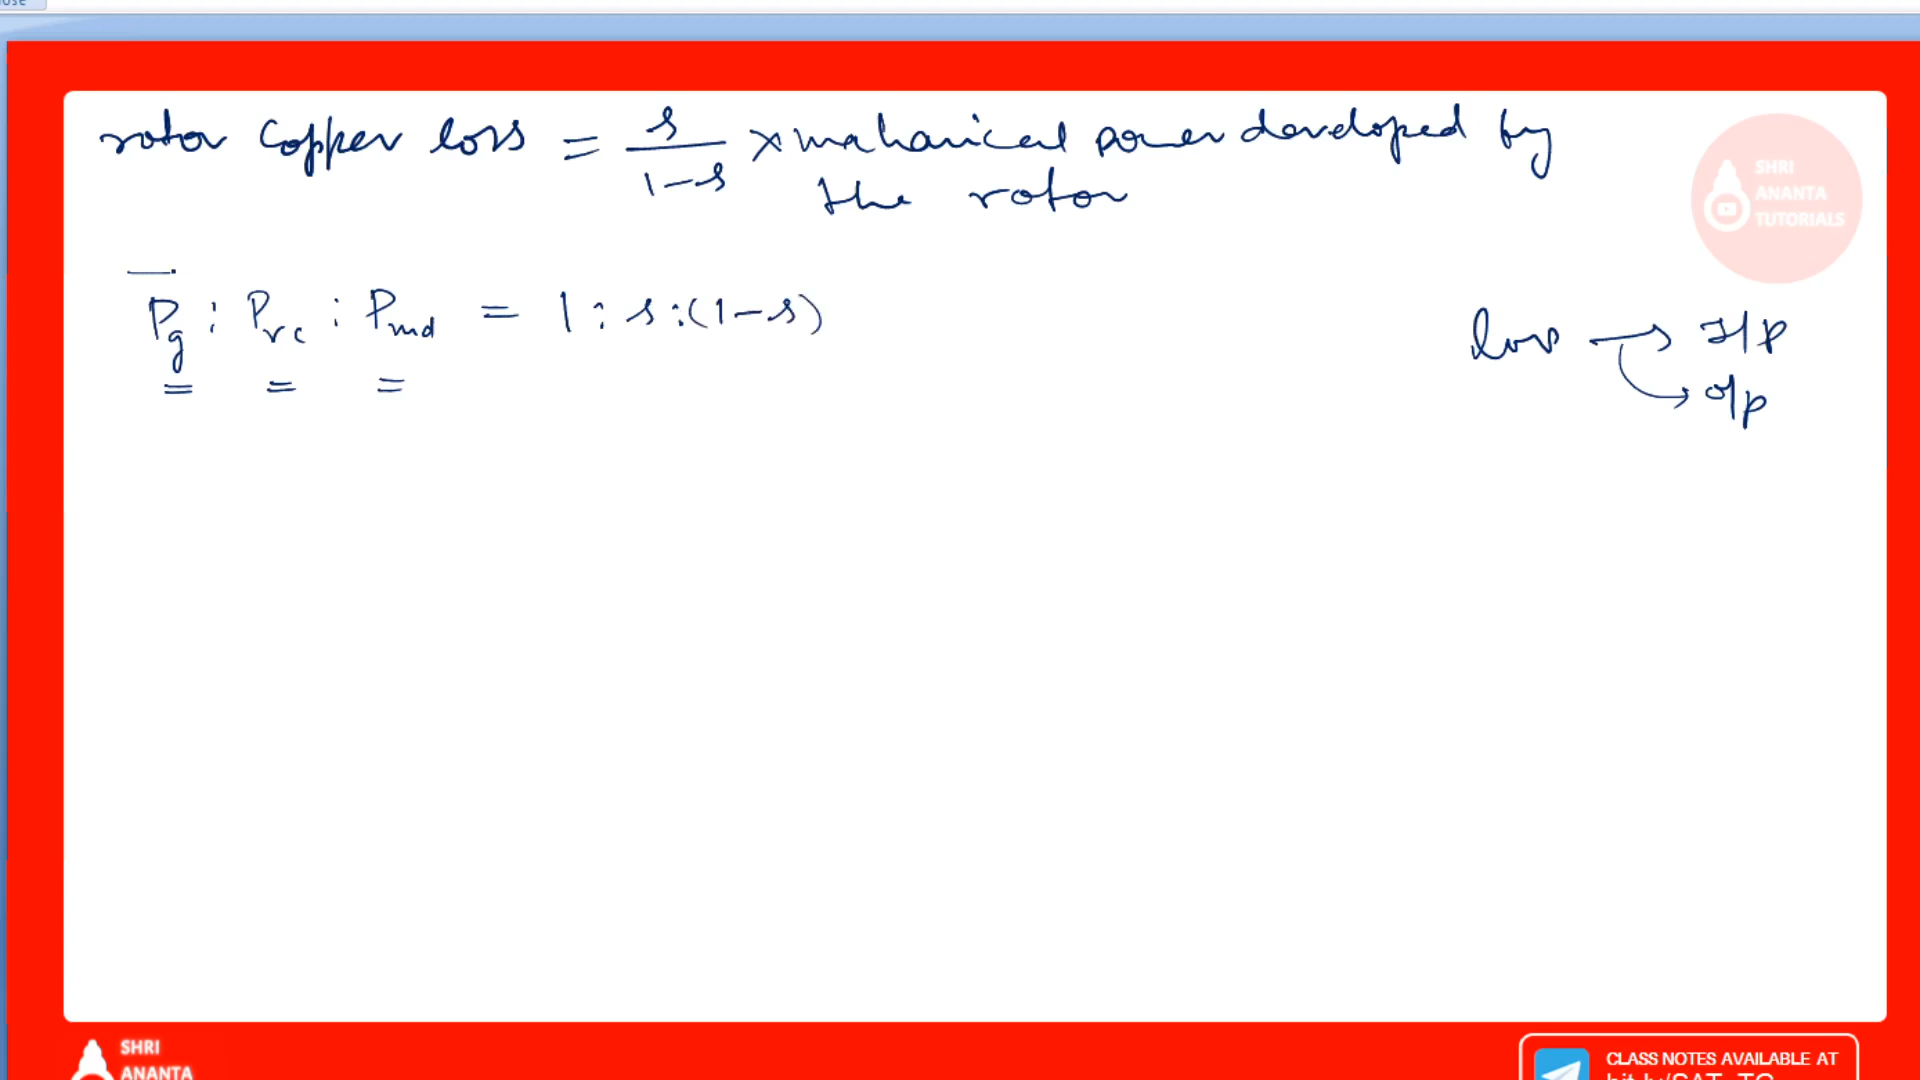 rotor copper loss = s/1-s × mahanical power developed by
the rotor
SHRI
ANANTA
TUTORIALS
Pg : Prc : Pmd = 1 : s : (1-s)
loss → I/p
→ o/p
SHRI
ANANTA
CLASS NOTES AVAILABLE AT